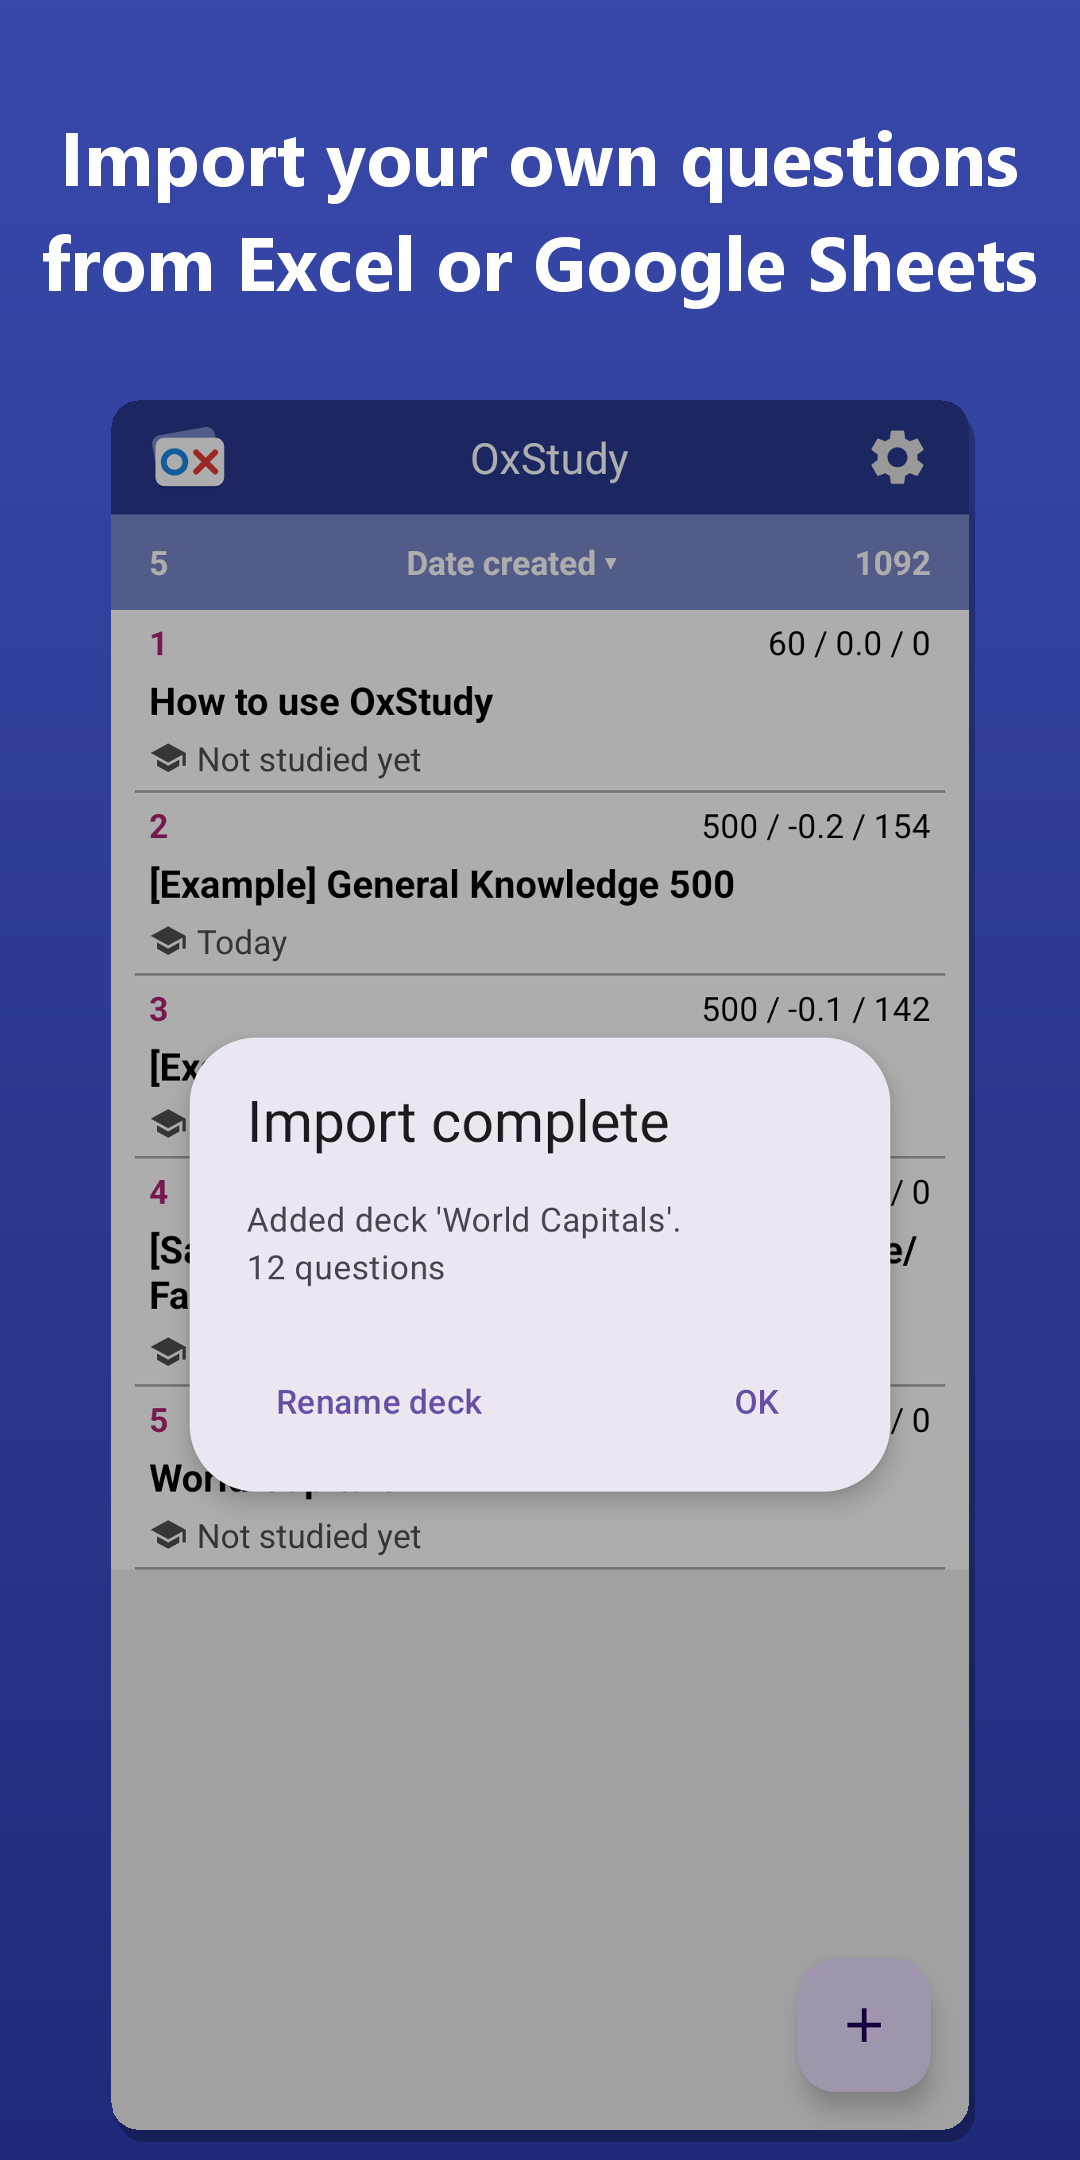 Import your own questions
from Excel or Google Sheets
OX
OxStudy
5 Date created ▾ 1092
1 60 / 0.0 / 0
How to use OxStudy
Not studied yet
2 500 / -0.2 / 154
[Example] General Knowledge 500
Today
3 500 / -0.1 / 142
Import complete
Added deck 'World Capitals'.
12 questions
4 / 0
5 / 0
Rename deck OK
Not studied yet
+